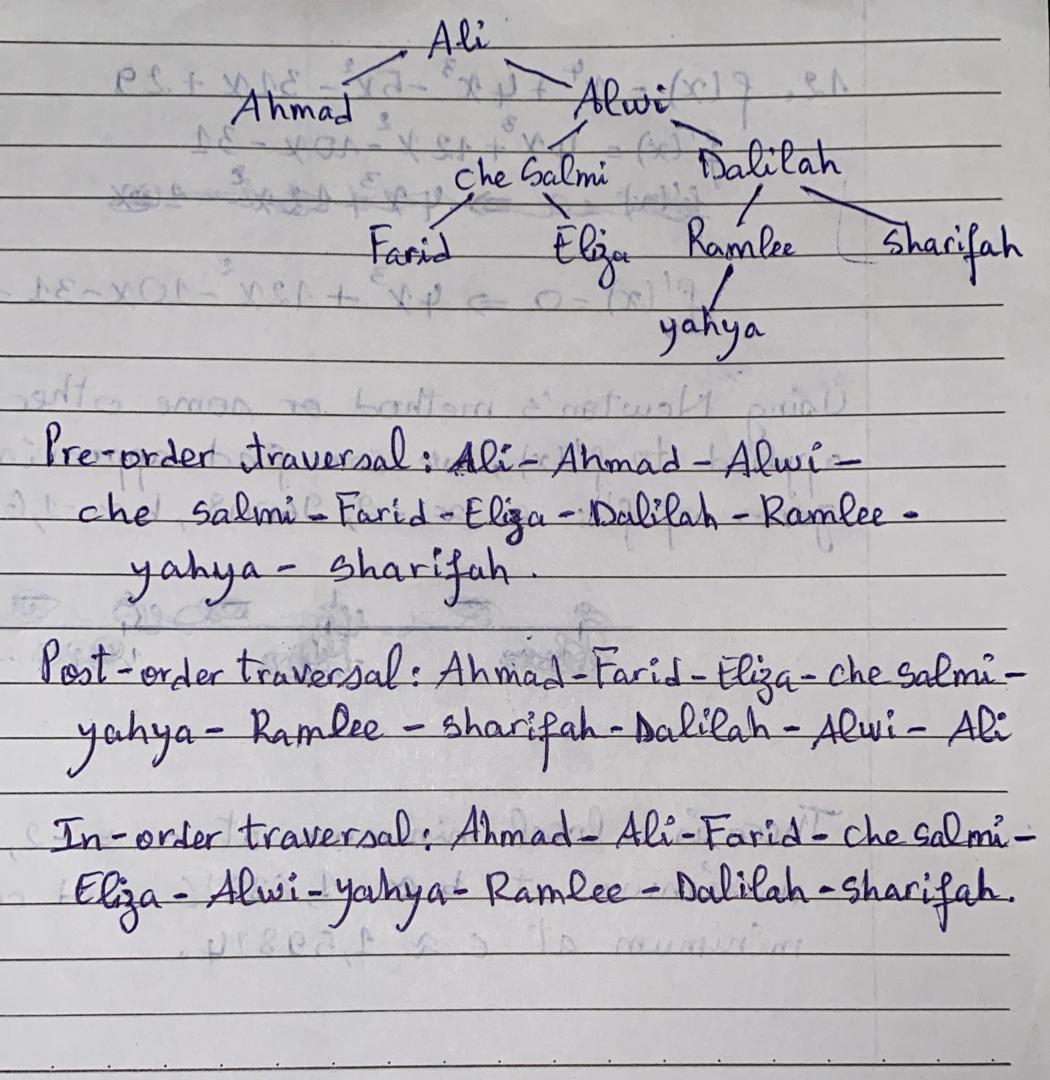 Ali
Ahmad Alwi
che Salmi Dalilah
Farid Eliza Ramlee Sharifah
yahya
Pre-order traversal: Ali - Ahmad - Alwi -
che salmi - Farid - Eliza - Dalilah - Ramlee -
yahya - sharifah.
Post-order traversal: Ahmad - Farid - Eliza - che salmi -
yahya - Ramlee - sharifah - Dalilah - Alwi - Ali
In-order traversal: Ahmad - Ali - Farid - che salmi -
Eliza - Alwi - yahya - Ramlee - Dalilah - sharifah.